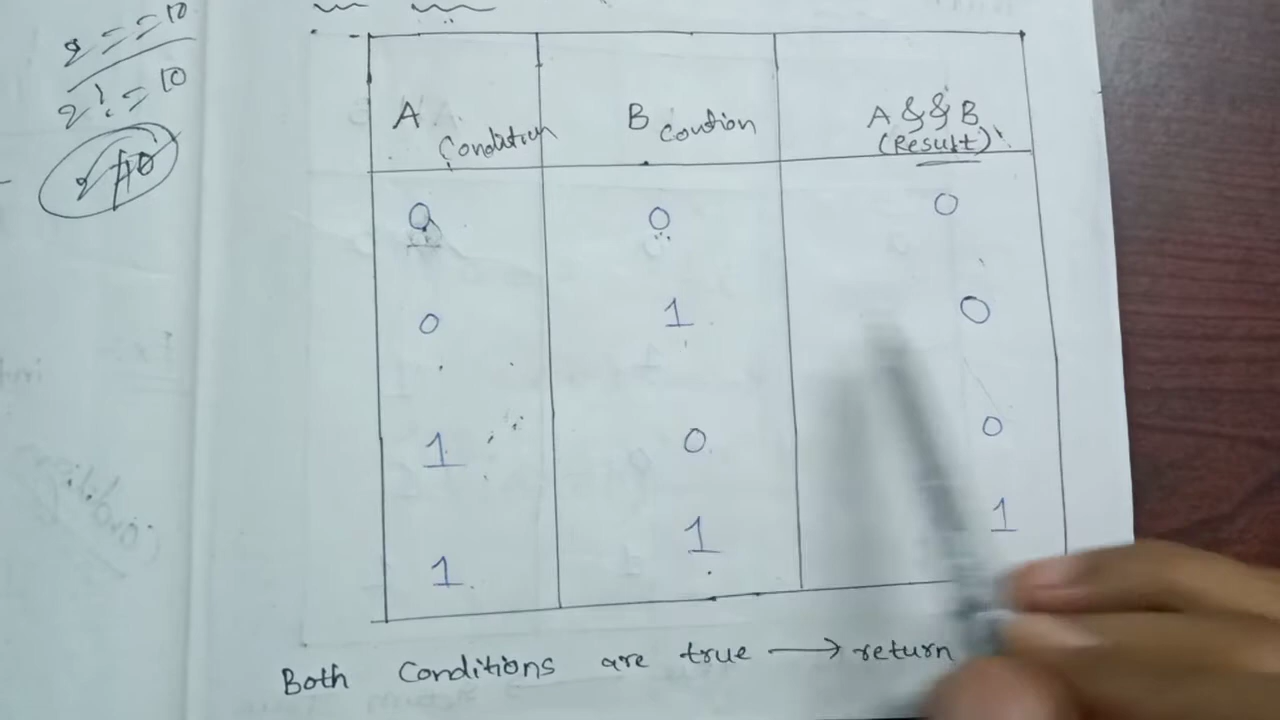 2 == 10
2 != 10
A B A && B
Condition Coution (Result)
0 0 0
0 1 0
1 0 0
1 1 1
Both Conditions are true → return